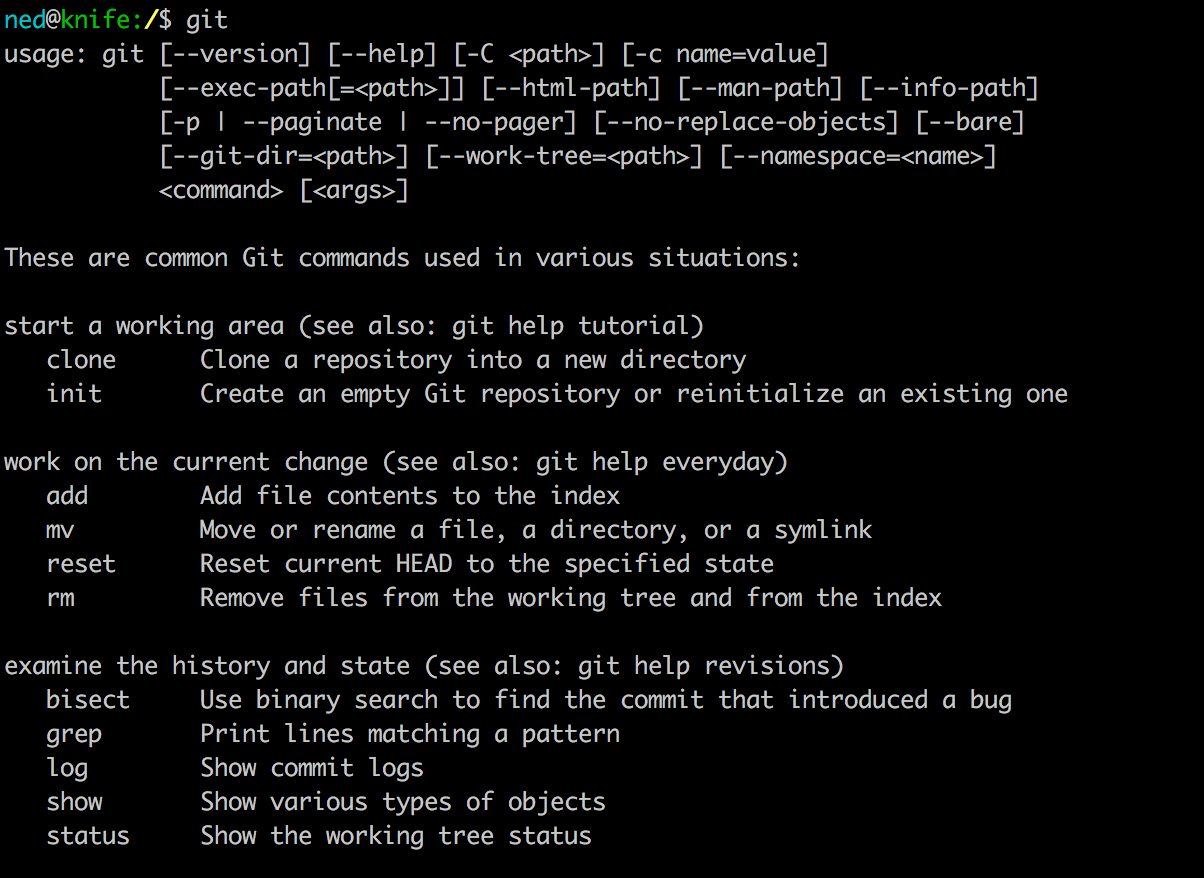 ned@knife:/$ git
usage: git [--version] [--help] [-C <path>] [-c name=value]
           [--exec-path[=<path>]] [--html-path] [--man-path] [--info-path]
           [-p | --paginate | --no-pager] [--no-replace-objects] [--bare]
           [--git-dir=<path>] [--work-tree=<path>] [--namespace=<name>]
           <command> [<args>]

These are common Git commands used in various situations:

start a working area (see also: git help tutorial)
   clone      Clone a repository into a new directory
   init       Create an empty Git repository or reinitialize an existing one

work on the current change (see also: git help everyday)
   add        Add file contents to the index
   mv         Move or rename a file, a directory, or a symlink
   reset      Reset current HEAD to the specified state
   rm         Remove files from the working tree and from the index

examine the history and state (see also: git help revisions)
   bisect     Use binary search to find the commit that introduced a bug
   grep       Print lines matching a pattern
   log        Show commit logs
   show       Show various types of objects
   status     Show the working tree status